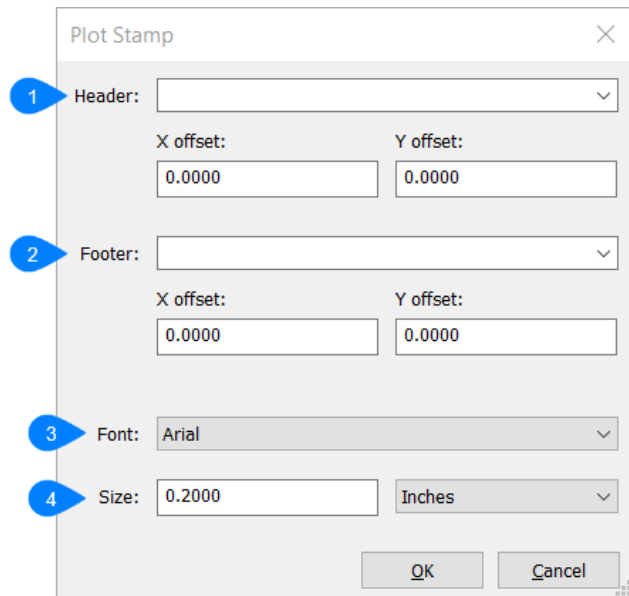 Plot Stamp
1 Header:
X offset: Y offset:
0.0000 0.0000
2 Footer:
X offset: Y offset:
0.0000 0.0000
3 Font: Arial
4 Size: 0.2000 Inches
OK Cancel